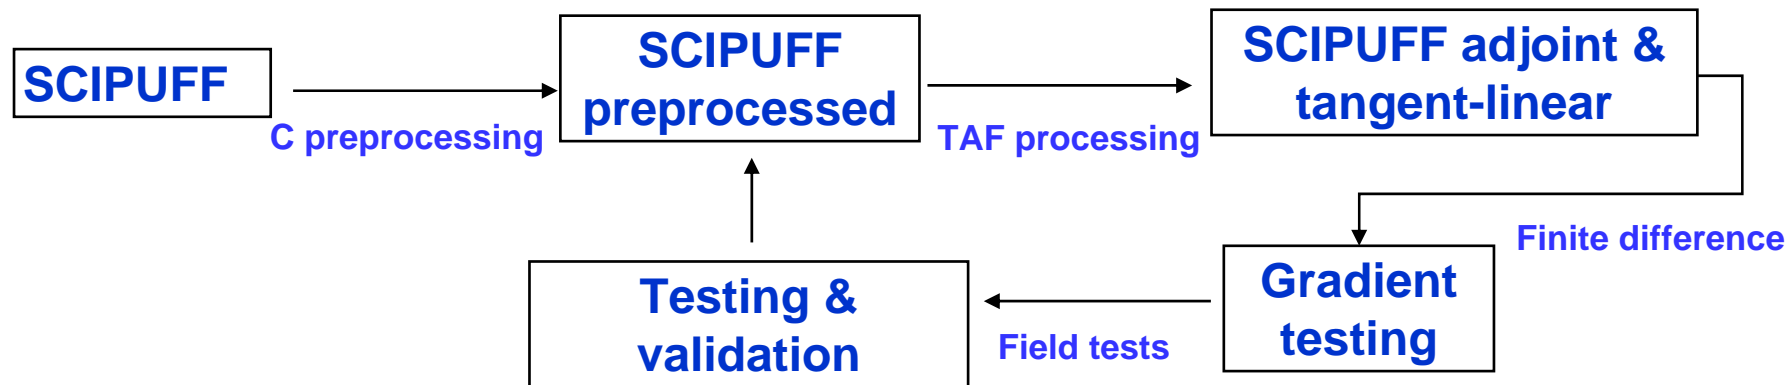 SCIPUFF
C preprocessing
SCIPUFF
preprocessed
TAF processing
SCIPUFF adjoint &
tangent-linear
Finite difference
Gradient
testing
Field tests
Testing &
validation